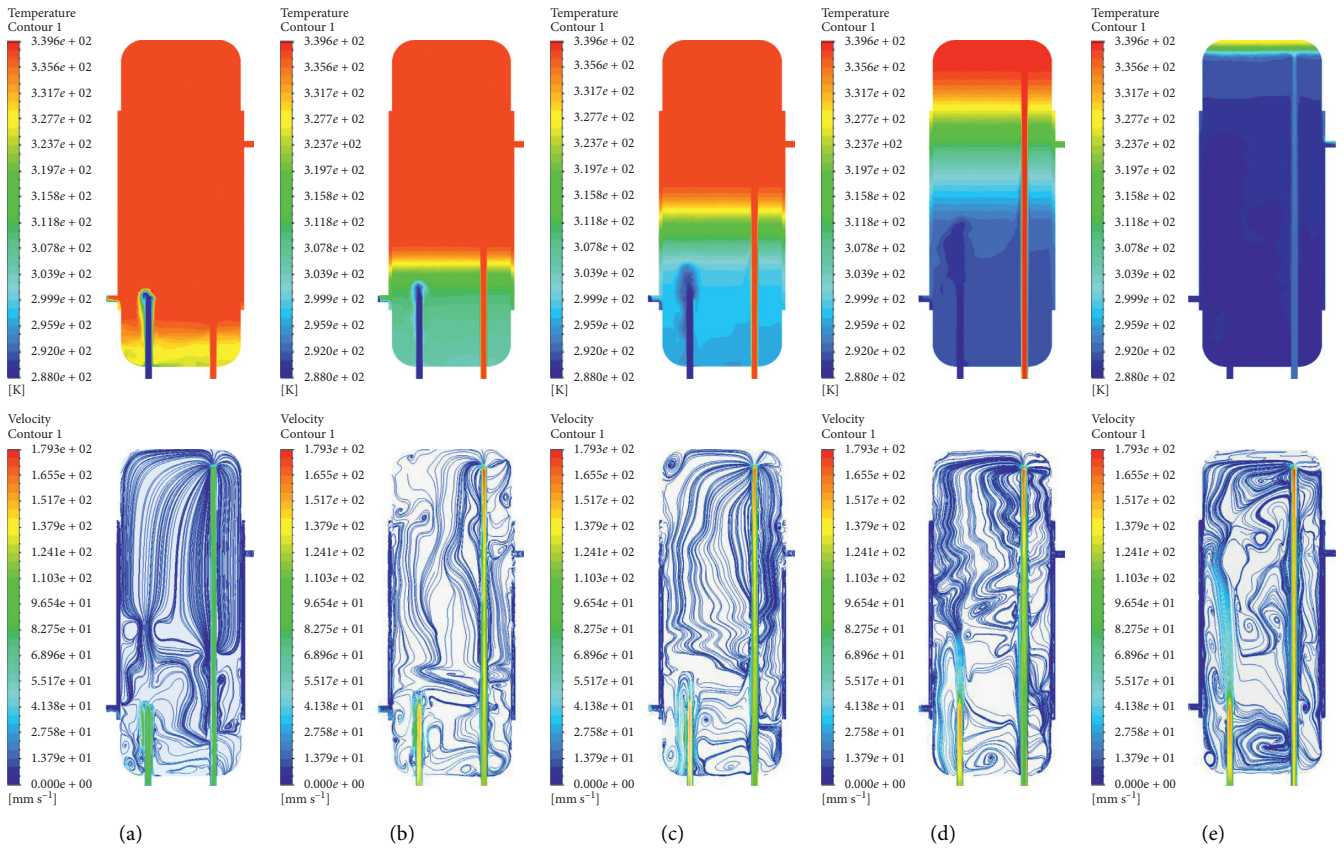 Temperature
Contour 1
3.396e + 02
3.356e + 02
3.316e + 02
3.277e + 02
3.237e +02
3.197e + 02
3.158e + 02
3.118e + 02
3.078e + 02
3.039e + 02
2.999e + 02
2.959e + 02
2.920e + 02
2.880e + 02
[K]
Temperature
Contour 1
3.396e + 02
3.356e + 02
3.316e + 02
3.277e + 02
3.237e +02
3.197e + 02
3.158e + 02
3.118e + 02
3.078e + 02
3.039e + 02
2.999e + 02
2.959e + 02
2.920e + 02
2.880e + 02
[K]
Temperature
Contour 1
3.396e + 02
3.356e + 02
3.316e + 02
3.277e + 02
3.237e +02
3.197e + 02
3.158e + 02
3.118e + 02
3.078e + 02
3.039e + 02
2.999e + 02
2.959e + 02
2.920e + 02
2.880e + 02
[K]
Temperature
Contour 1
3.396e + 02
3.356e + 02
3.316e + 02
3.277e + 02
3.237e +02
3.197e + 02
3.158e + 02
3.118e + 02
3.078e + 02
3.039e + 02
2.999e + 02
2.959e + 02
2.920e + 02
2.880e + 02
[K]
Temperature
Contour 1
3.396e + 02
3.356e + 02
3.316e + 02
3.277e + 02
3.237e +02
3.197e + 02
3.158e + 02
3.118e + 02
3.078e + 02
3.039e + 02
2.999e + 02
2.959e + 02
2.920e + 02
2.880e + 02
[K]
Velocity
Contour 1
1.793e + 02
1.655e + 02
1.517e + 02
1.379e + 02
1.241e + 02
1.103e + 02
9.654e + 01
8.275e + 01
6.896e + 01
5.517e + 01
4.138e + 01
2.758e + 01
1.379e + 01
0.000e + 00
[mm s⁻¹]
(a)
Velocity
Contour 1
1.793e + 02
1.655e + 02
1.517e + 02
1.379e + 02
1.241e + 02
1.103e + 02
9.654e + 01
8.275e + 01
6.896e + 01
5.517e + 01
4.138e + 01
2.758e + 01
1.379e + 01
0.000e + 00
[mm s⁻¹]
(b)
Velocity
Contour 1
1.793e + 02
1.655e + 02
1.517e + 02
1.379e + 02
1.241e + 02
1.103e + 02
9.654e + 01
8.275e + 01
6.896e + 01
5.517e + 01
4.138e + 01
2.758e + 01
1.379e + 01
0.000e + 00
[mm s⁻¹]
(c)
Velocity
Contour 1
1.793e + 02
1.655e + 02
1.517e + 02
1.379e + 02
1.241e + 02
1.103e + 02
9.654e + 01
8.275e + 01
6.896e + 01
5.517e + 01
4.138e + 01
2.758e + 01
1.379e + 01
0.000e + 00
[mm s⁻¹]
(d)
Velocity
Contour 1
1.793e + 02
1.655e + 02
1.517e + 02
1.379e + 02
1.241e + 02
1.103e + 02
9.654e + 01
8.275e + 01
6.896e + 01
5.517e + 01
4.138e + 01
2.758e + 01
1.379e + 01
0.000e + 00
[mm s⁻¹]
(e)